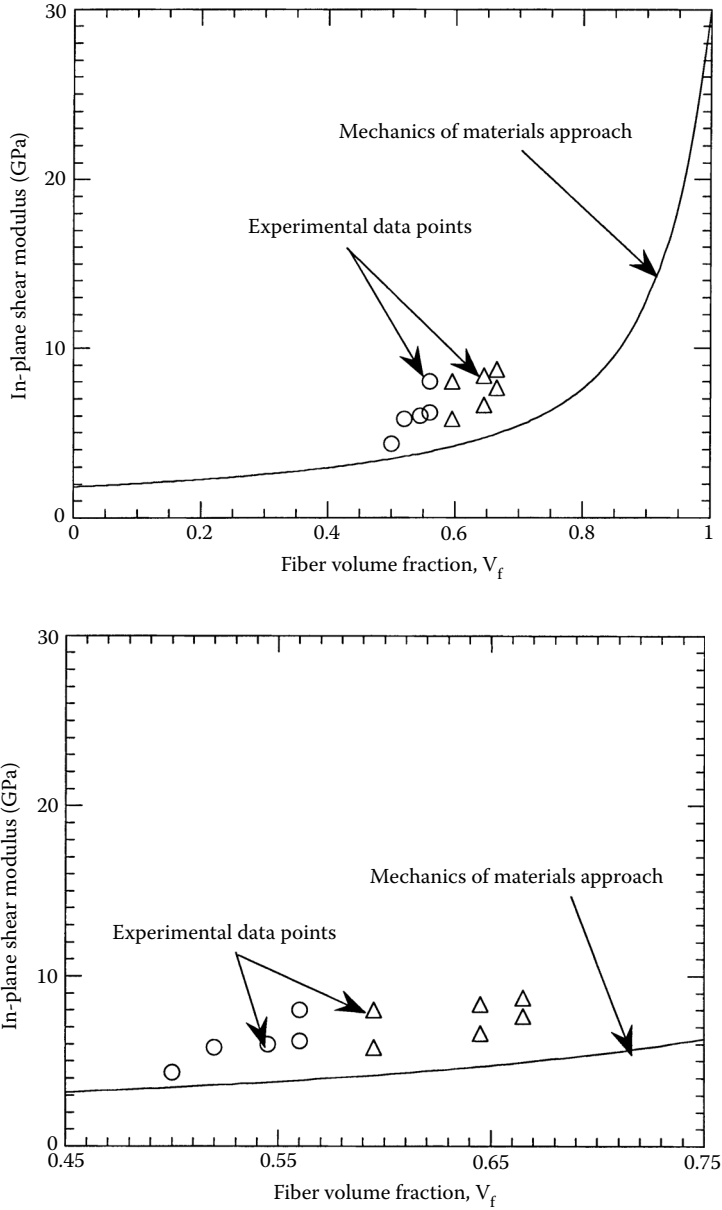 30
20
10
0
In-plane shear modulus (GPa)
Mechanics of materials approach
Experimental data points
0 0.2 0.4 0.6 0.8 1
Fiber volume fraction, Vf
30
20
10
0
In-plane shear modulus (GPa)
Mechanics of materials approach
Experimental data points
0.45 0.55 0.65 0.75
Fiber volume fraction, Vf